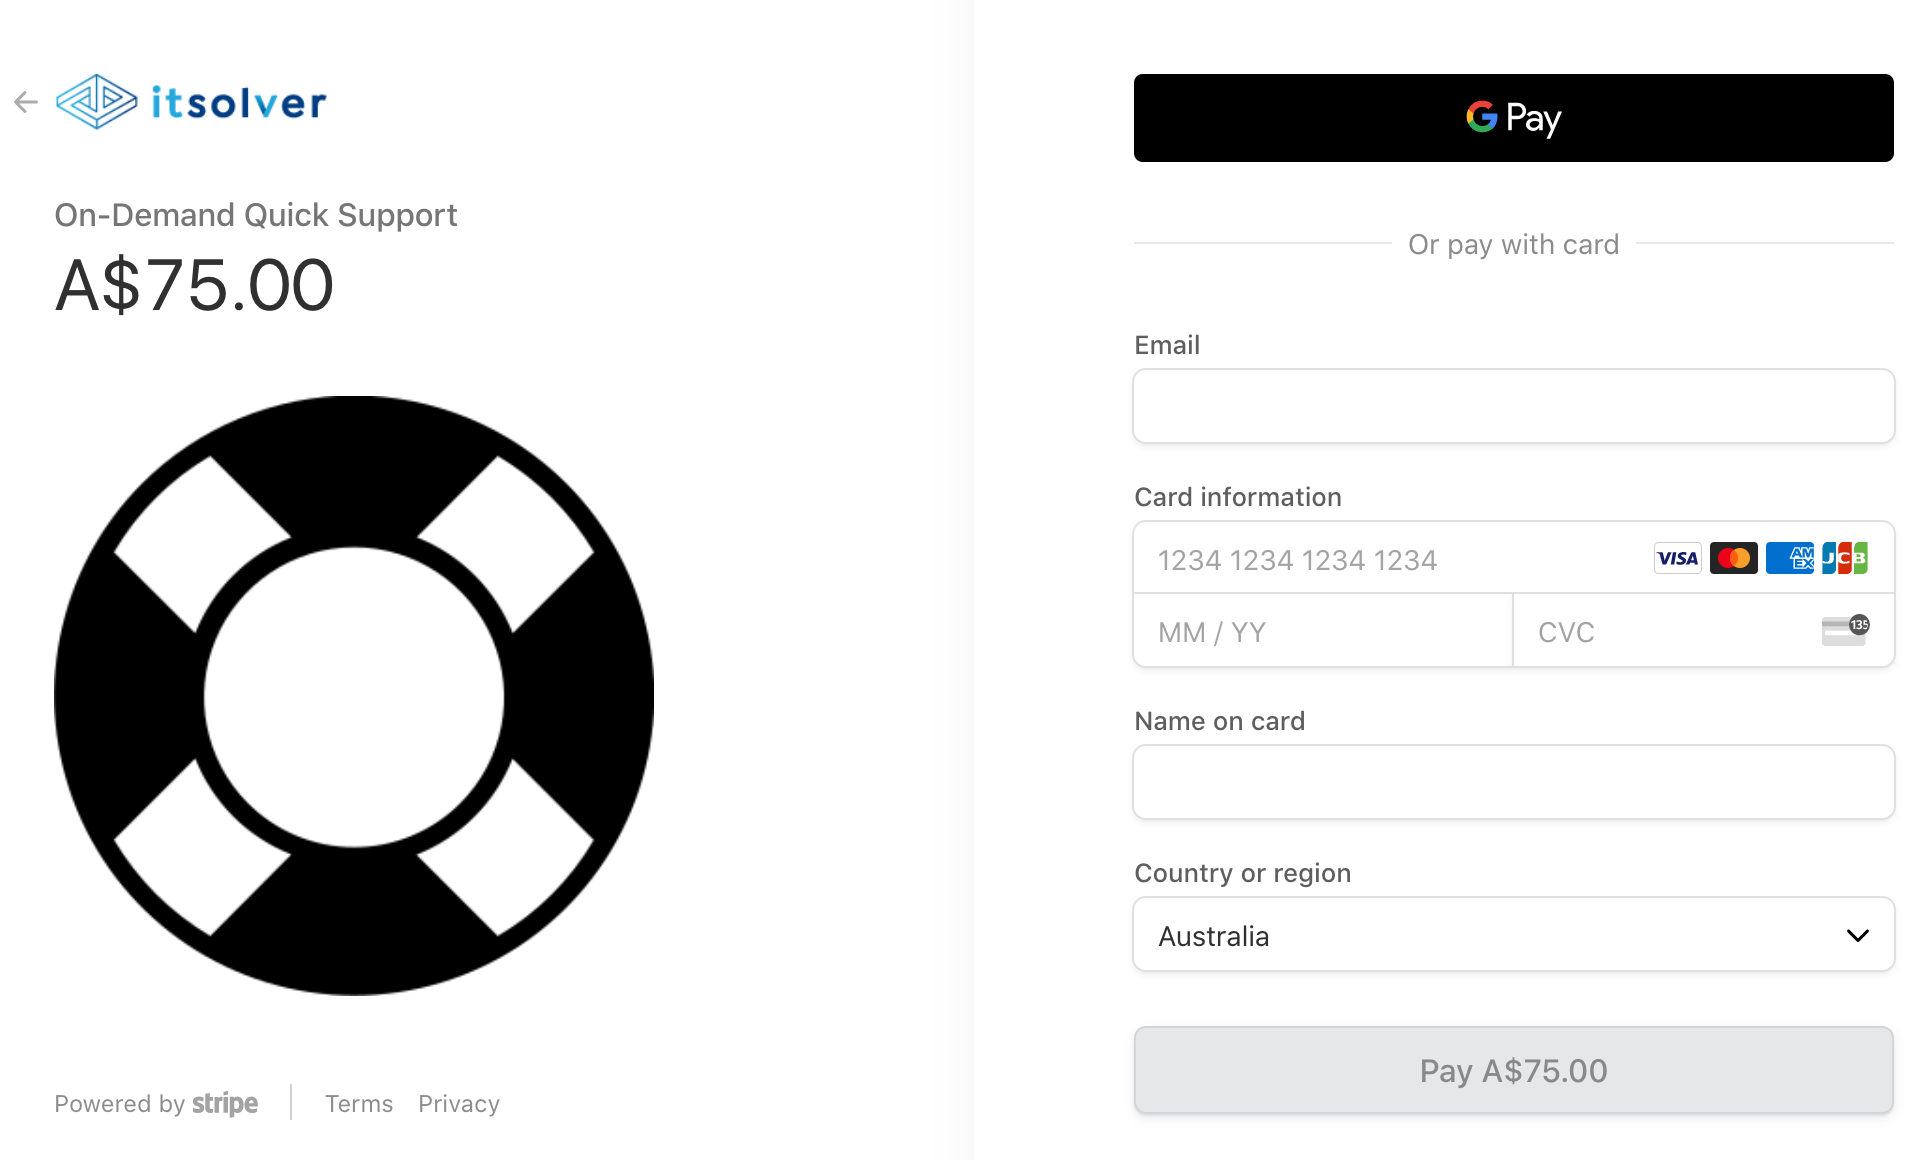 itsolver
On-Demand Quick Support
A$75.00
Powered by stripe
Terms
Privacy
G Pay
Or pay with card
Email
Card information
1234 1234 1234 1234
VISA
AMEX
JCB
MM / YY
CVC
135
Name on card
Country or region
Australia
Pay A$75.00